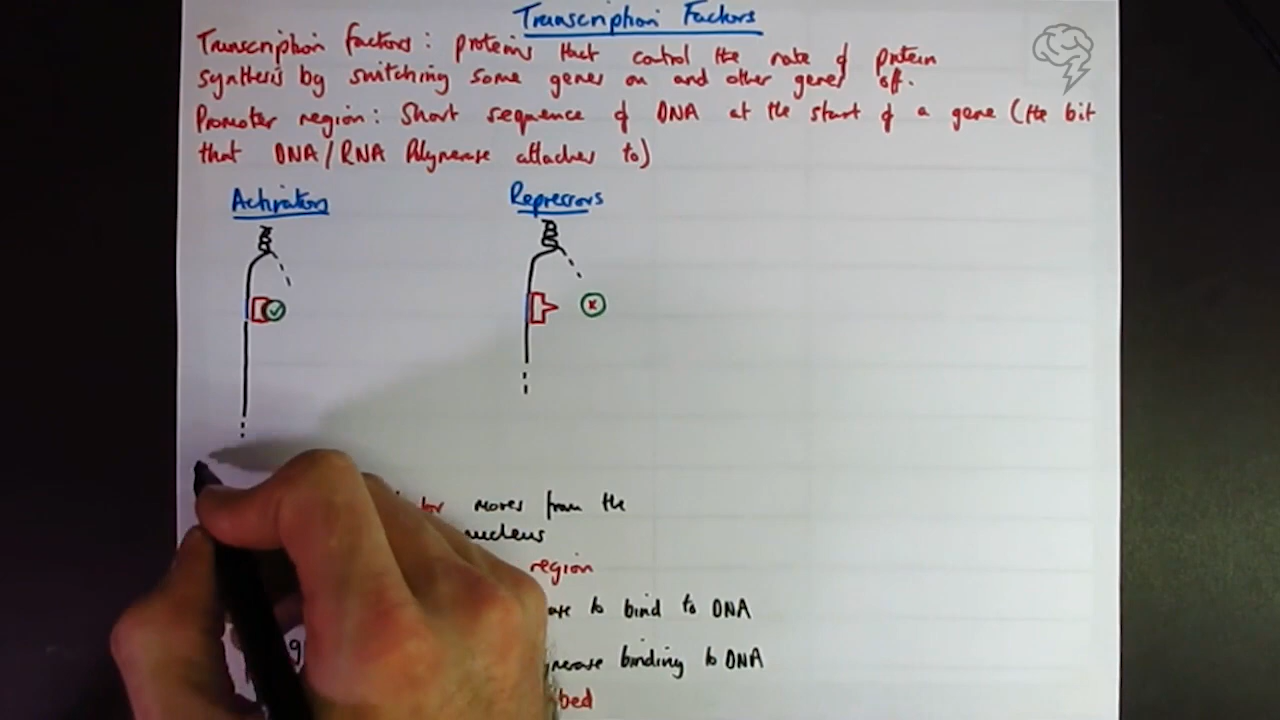 Transcription Factors
Transcription factors: proteins that control the rate of protein
synthesis by switching some genes on and other genes off.
Promoter region: Short sequence of DNA at the start of a gene (the bit
that DNA/RNA Polymerase attaches to)
Activation Repressors
moves from the
nucleus
region
to bind to DNA
binding to DNA